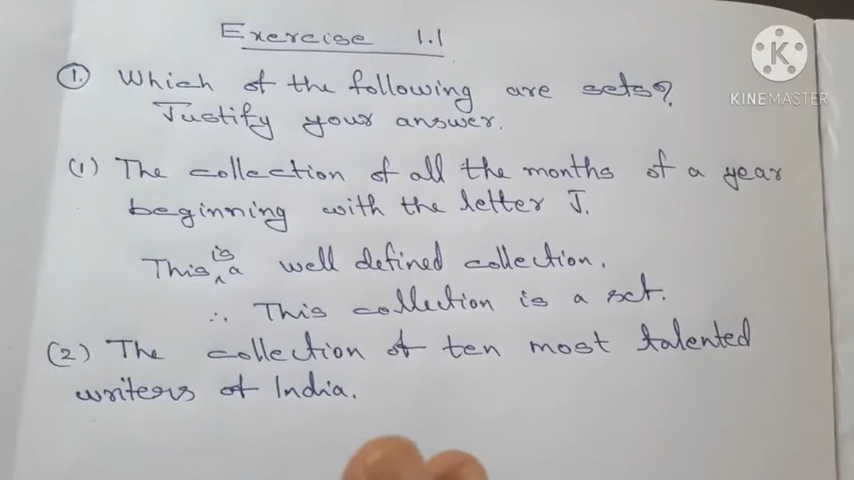 Exercise 1.1
① Which of the following are sets?
Justify your answer.
(1) The collection of all the months of a year
beginning with the letter J.
This is a well defined collection.
∴ This collection is a set.
(2) The collection of ten most talented
writers of India.
K
KINEMASTER